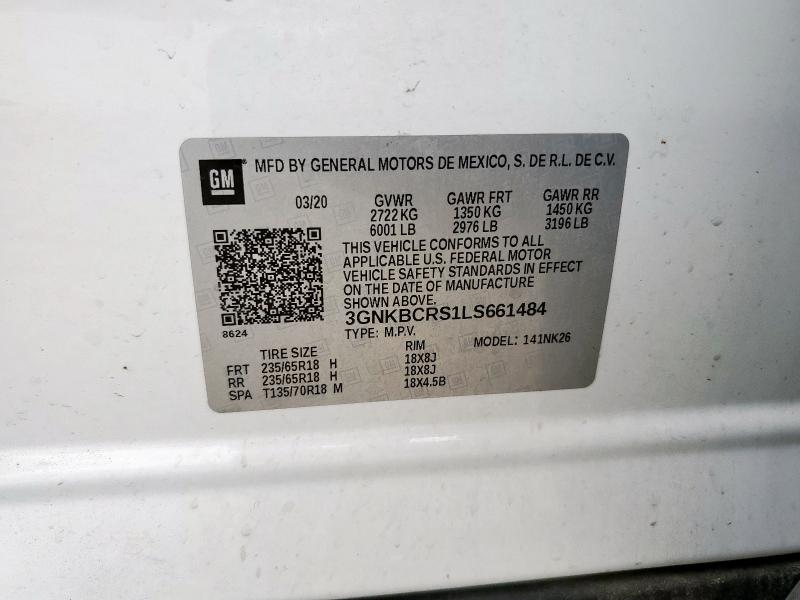 GM
® MFD BY GENERAL MOTORS DE MEXICO, S. DE R.L. DE C.V.
03/20 GVWR GAWR FRT GAWR RR
2722 KG 1350 KG 1450 KG
6001 LB 2976 LB 3196 LB
THIS VEHICLE CONFORMS TO ALL
APPLICABLE U.S. FEDERAL MOTOR
VEHICLE SAFETY STANDARDS IN EFFECT
ON THE DATE OF MANUFACTURE
SHOWN ABOVE.
3GNKBCRS1LS661484
8624
TYPE: M.P.V. MODEL: 141NK26
TIRE SIZE RIM
FRT 235/65R18 H 18X8J
RR 235/65R18 H 18X8J
SPA T135/70R18 M 18X4.5B